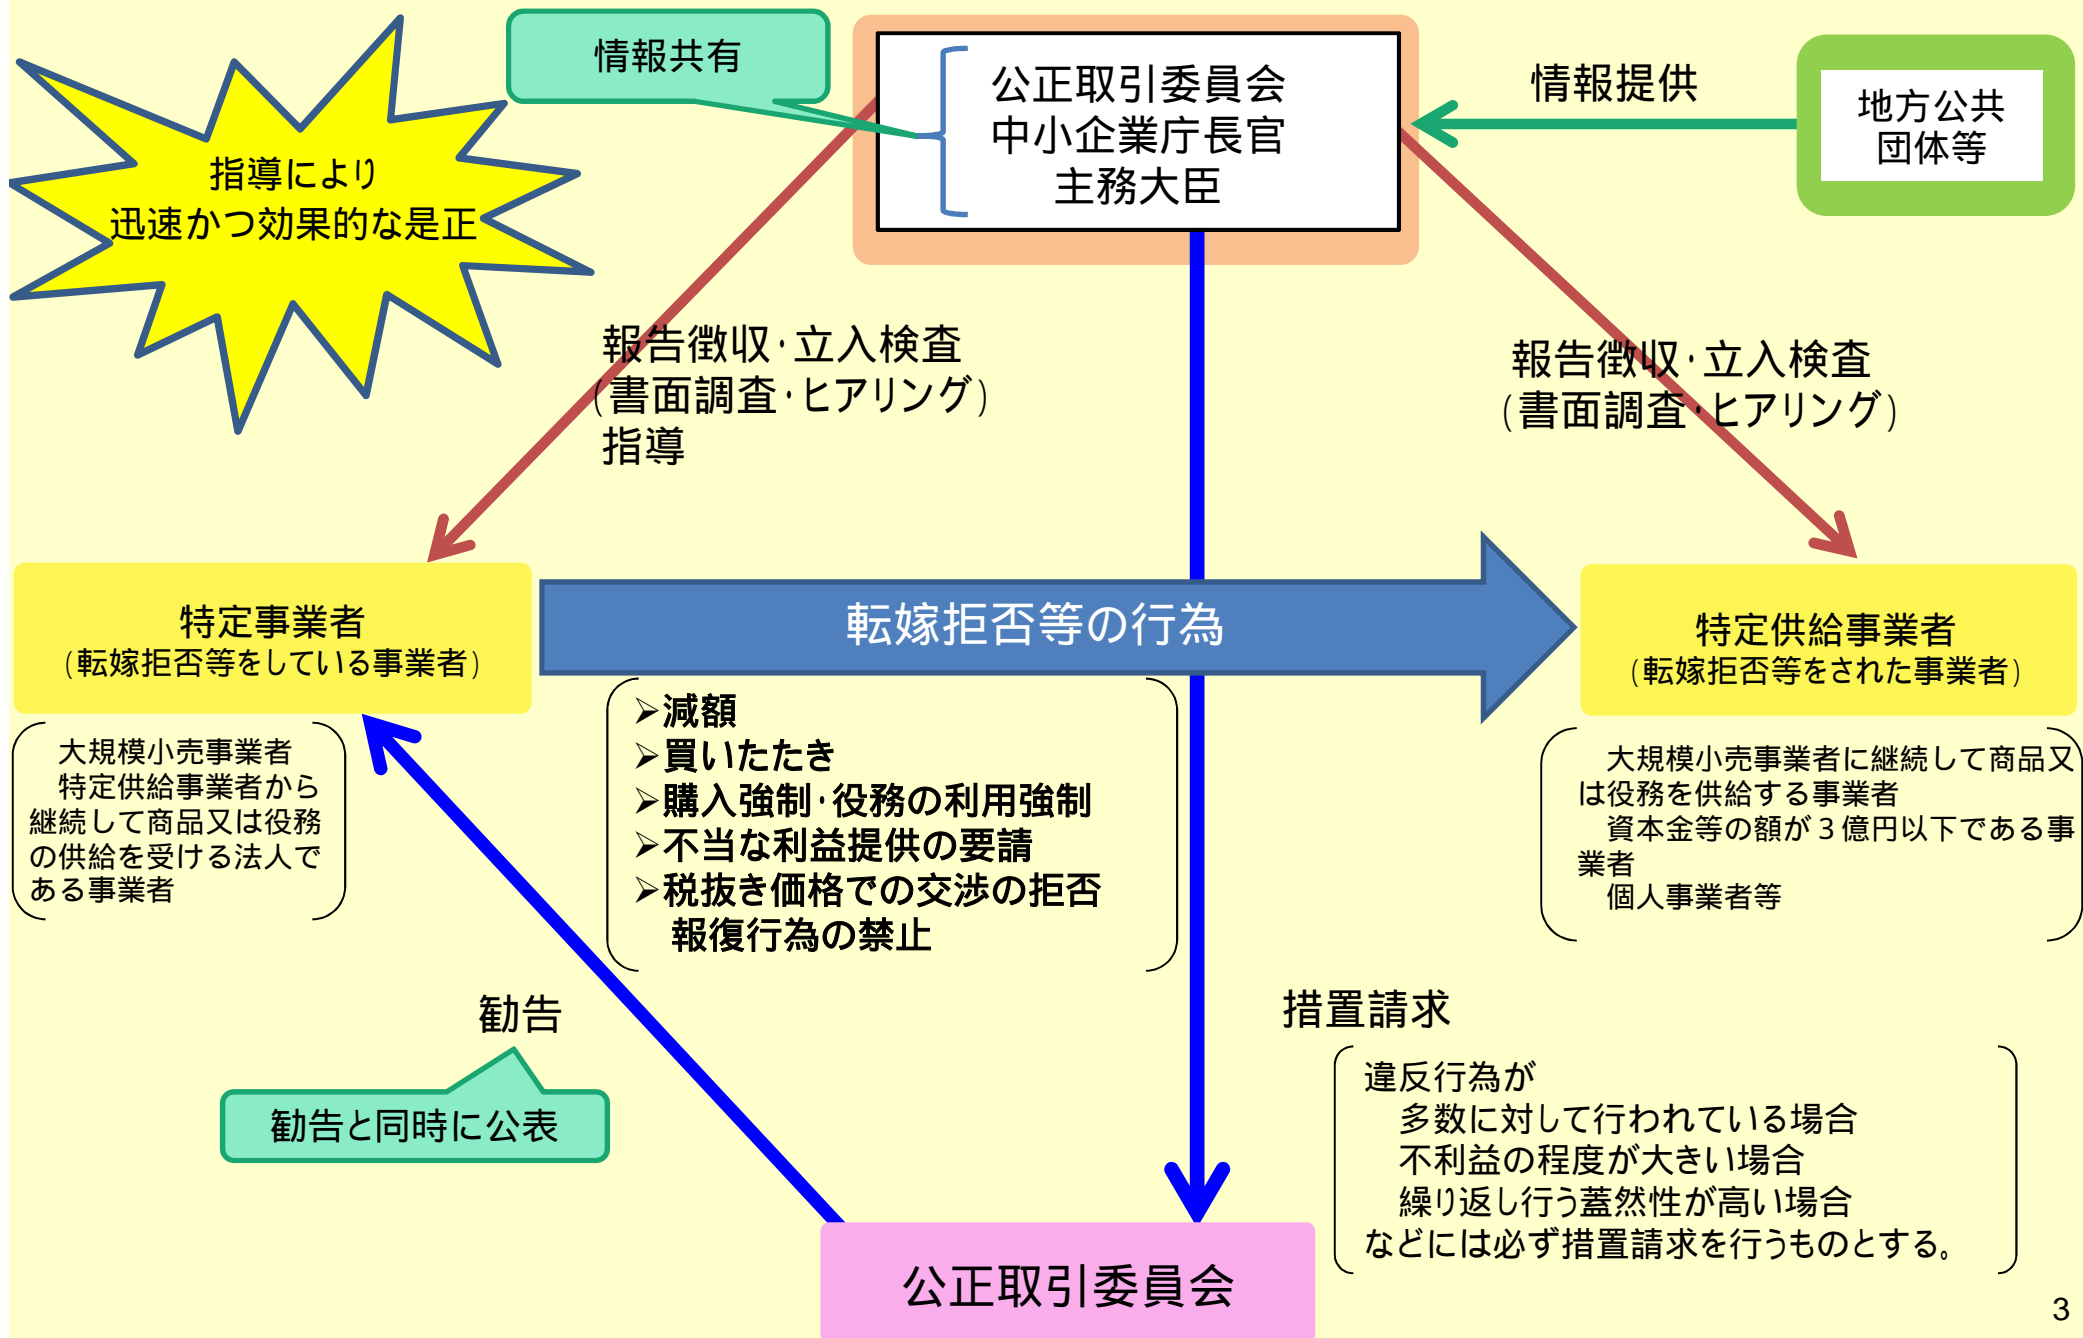 情報共有
公正取引委員会
中小企業庁長官
主務大臣
情報提供
地方公共
団体等
指導により
迅速かつ効果的な是正
報告徴収・立入検査
(書面調査・ヒアリング)
指導
報告徴収・立入検査
(書面調査・ヒアリング)
特定事業者
(転嫁拒否等をしている事業者)
転嫁拒否等の行為
特定供給事業者
(転嫁拒否等をされた事業者)
大規模小売事業者
特定供給事業者から
継続して商品又は役務
の供給を受ける法人で
ある事業者
➢減額
➢買いたたき
➢購入強制・役務の利用強制
➢不当な利益提供の要請
➢税抜き価格での交渉の拒否
報復行為の禁止
大規模小売事業者に継続して商品又
は役務を供給する事業者
資本金等の額が３億円以下である事
業者
個人事業者等
勧告
勧告と同時に公表
措置請求
違反行為が
多数に対して行われている場合
不利益の程度が大きい場合
繰り返し行う蓋然性が高い場合
などには必ず措置請求を行うものとする。
公正取引委員会
3